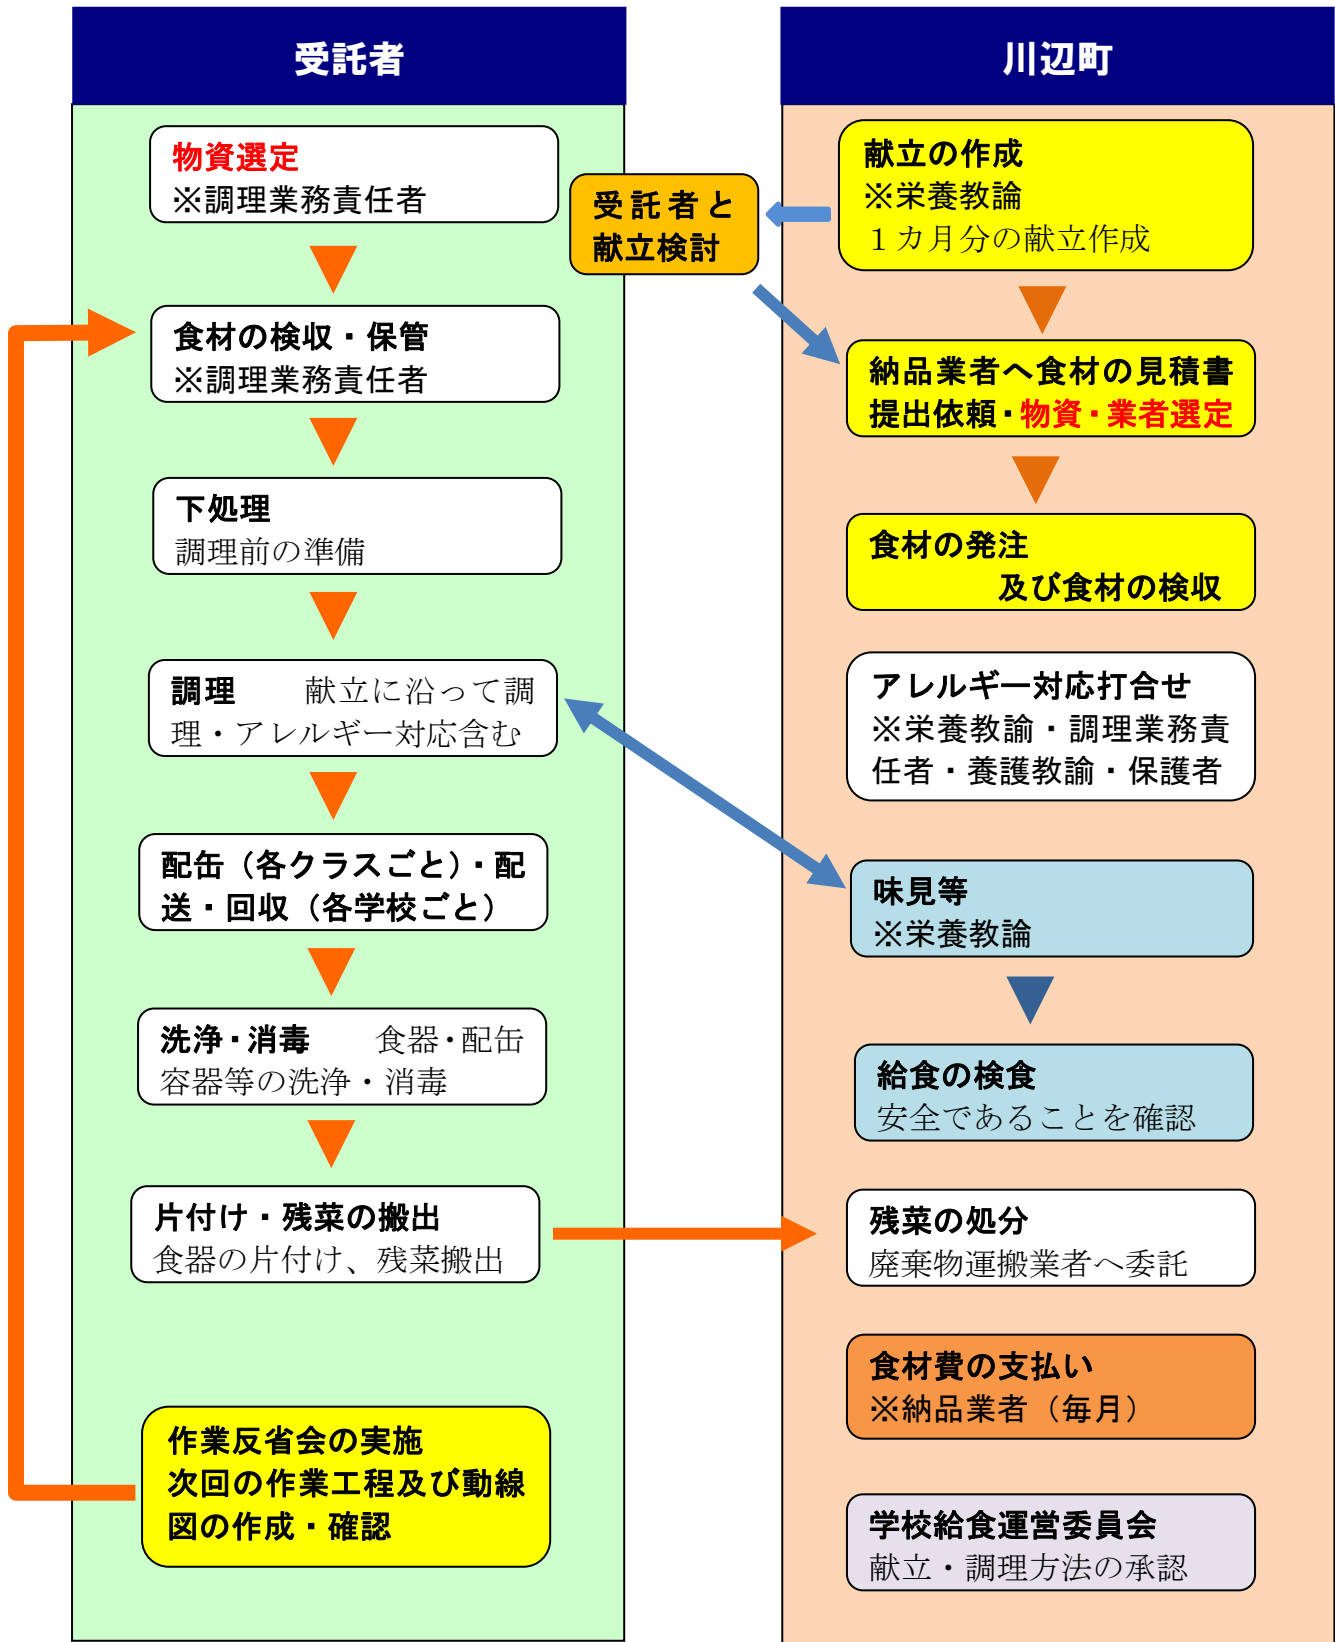 受託者
物資選定
※調理業務責任者
食材の検収・保管
※調理業務責任者
下処理
調理前の準備
調理　　献立に沿って調
理・アレルギー対応含む
配缶（各クラスごと）・配
送・回収（各学校ごと）
洗浄・消毒　　食器・配缶
容器等の洗浄・消毒
片付け・残菜の搬出
食器の片付け、残菜搬出
作業反省会の実施
次回の作業工程及び動線
図の作成・確認
受託者と
献立検討
川辺町
献立の作成
※栄養教論
１カ月分の献立作成
納品業者へ食材の見積書
提出依頼・物資・業者選定
食材の発注
及び食材の検収
アレルギー対応打合せ
※栄養教諭・調理業務責
任者・養護教諭・保護者
味見等
※栄養教論
給食の検食
安全であることを確認
残菜の処分
廃棄物運搬業者へ委託
食材費の支払い
※納品業者（毎月）
学校給食運営委員会
献立・調理方法の承認